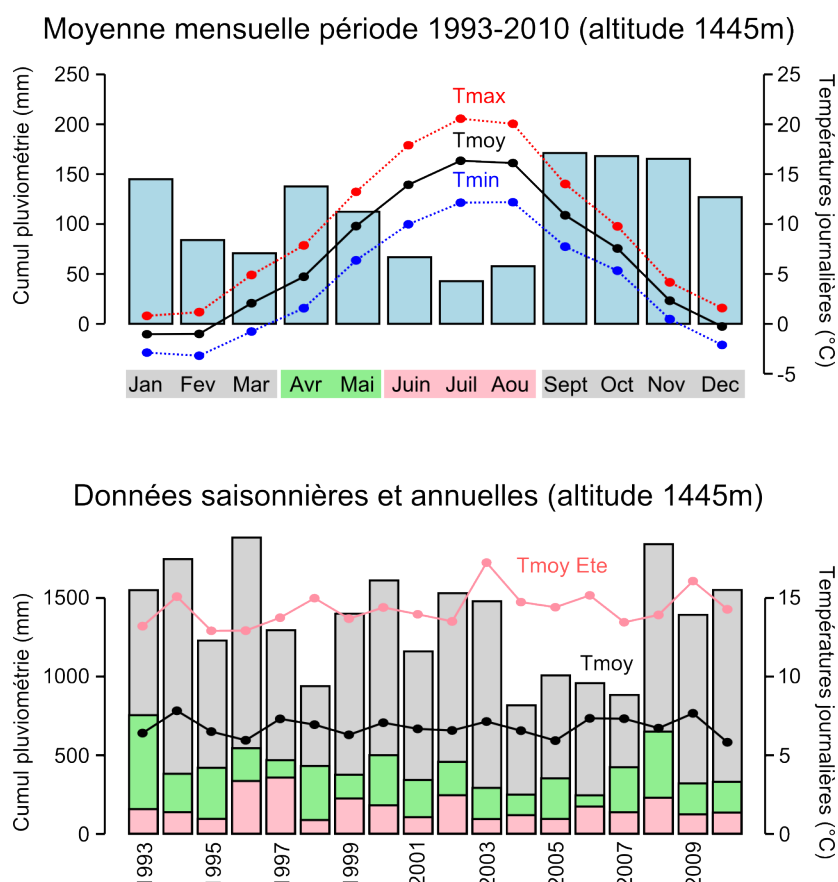 Moyenne mensuelle période 1993-2010 (altitude 1445m)
Cumul pluviométrie (mm)
250
200
150
100
50
0
Tmax
Tmoy
Tmin
25
20
15
10
5
0
-5
Températures journalières (°C)
Jan Fev Mar Avr Mai Juin Juil Aou Sept Oct Nov Dec
Données saisonnières et annuelles (altitude 1445m)
Cumul pluviométrie (mm)
1500
1000
500
0
Tmoy Ete
Tmoy
15
10
5
0
Températures journalières (°C)
1993 1995 1997 1999 2001 2003 2005 2007 2009